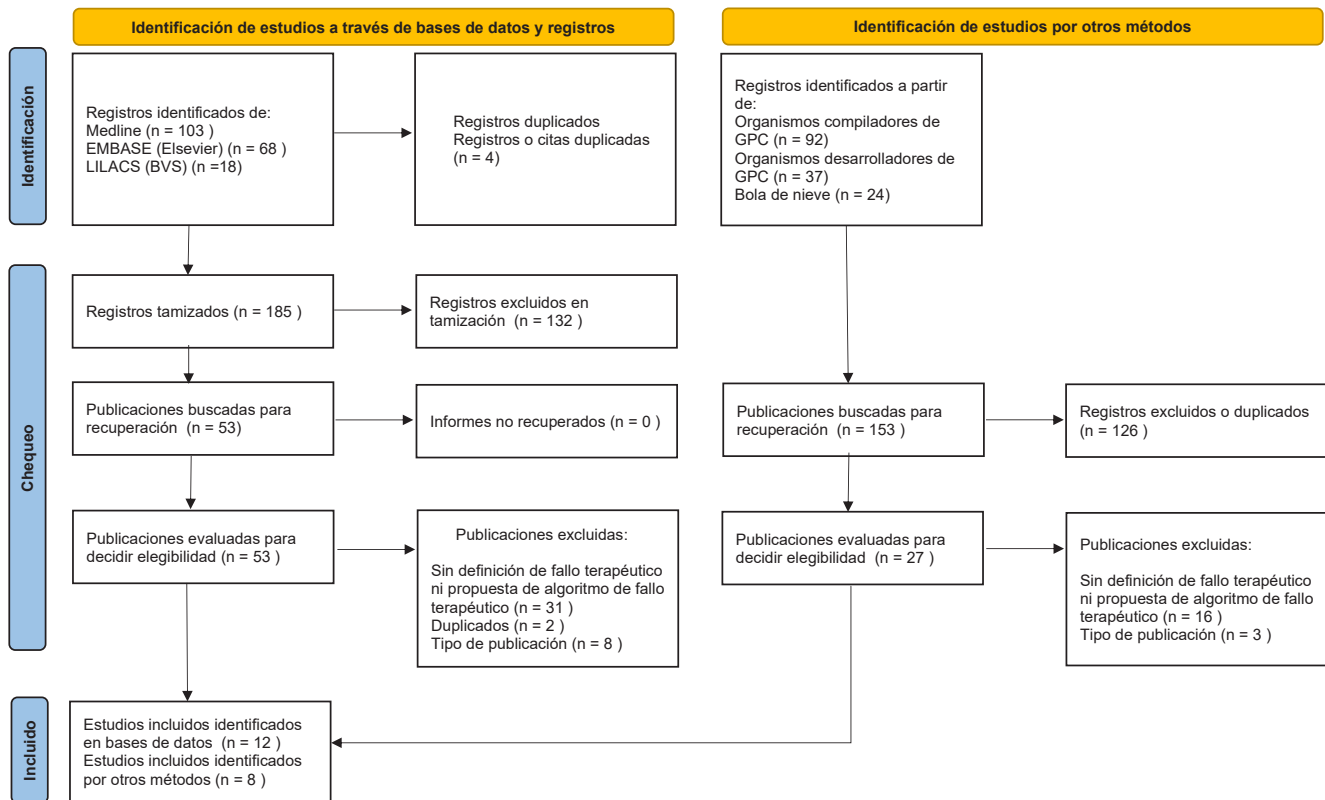 Identificación de estudios a través de bases de datos y registros
Identificación de estudios por otros métodos
Identificación
Registros identificados de:
Medline (n = 103 )
EMBASE (Elsevier) (n = 68 )
LILACS (BVS) (n =18)
Registros duplicados
Registros o citas duplicadas
(n = 4)
Registros identificados a partir
de:
Organismos compiladores de
GPC (n = 92)
Organismos desarrolladores de
GPC (n = 37)
Bola de nieve (n = 24)
Chequeo
Registros tamizados (n = 185 )
Registros excluidos en
tamización (n = 132 )
Publicaciones buscadas para
recuperación (n = 53)
Informes no recuperados (n = 0 )
Publicaciones buscadas para
recuperación (n = 153 )
Registros excluidos o duplicados
(n = 126 )
Publicaciones evaluadas para
decidir elegibilidad (n = 53 )
Publicaciones excluidas:
Sin definición de fallo terapéutico
ni propuesta de algoritmo de fallo
terapéutico (n = 31 )
Duplicados (n = 2 )
Tipo de publicación (n = 8 )
Publicaciones evaluadas para
decidir elegibilidad (n = 27 )
Publicaciones excluidas:
Sin definición de fallo terapéutico
ni propuesta de algoritmo de fallo
terapéutico (n = 16 )
Tipo de publicación (n = 3 )
Incluido
Estudios incluidos identificados
en bases de datos (n = 12 )
Estudios incluidos identificados
por otros métodos (n = 8 )